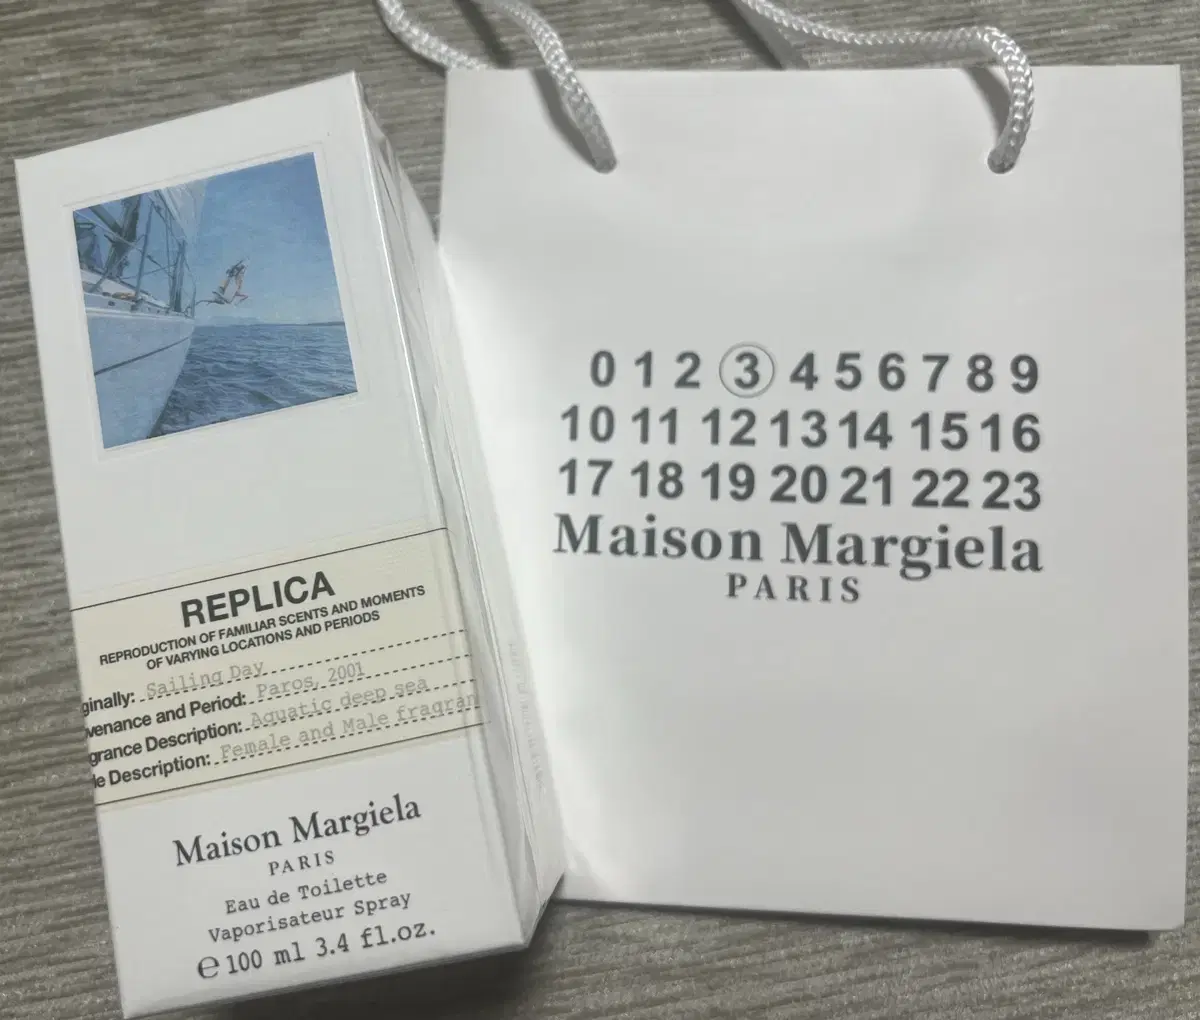 REPLICA
REPRODUCTION OF FAMILIAR SCENTS AND MOMENTS
OF VARYING LOCATIONS AND PERIODS
ginally: Sailing Day
venance and Period: Paros, 2001
grance Description: Aquatic deep sea
le Description: Female and Male fragran
Maison Margiela
PARIS
Eau de Toilette
Vaporisateur Spray
℮ 100 ml 3.4 fl.oz.
0 1 2 3 4 5 6 7 8 9
10 11 12 13 14 15 16
17 18 19 20 21 22 23
Maison Margiela
PARIS